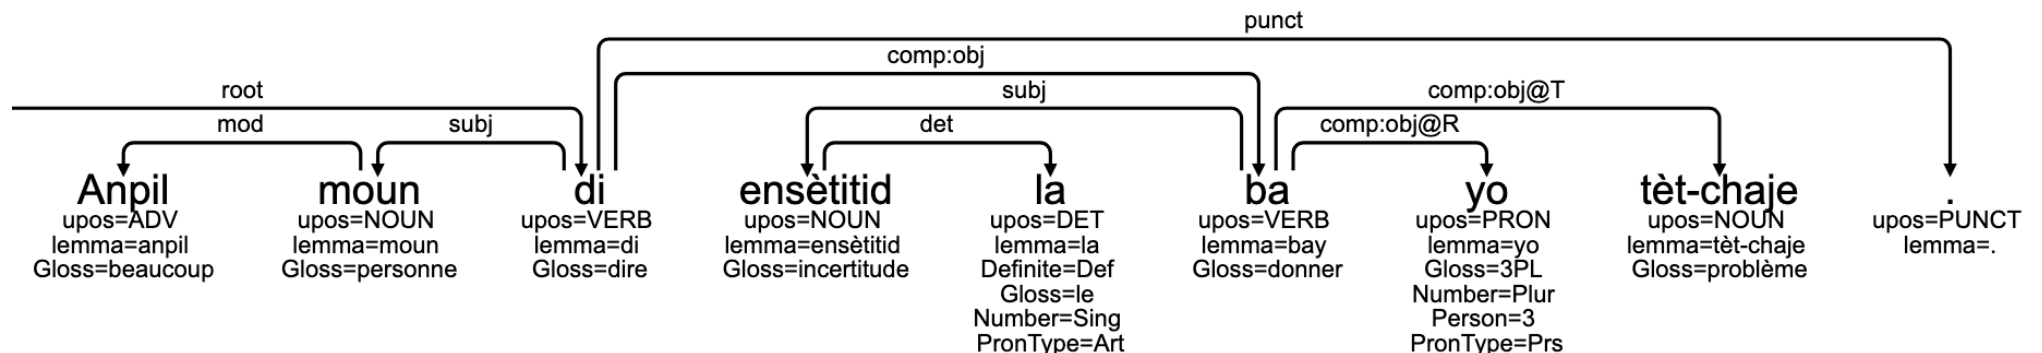 punct
comp:obj
root subj comp:obj@T
mod subj det comp:obj@R
Anpil moun di ensètitid la ba yo tèt-chaje .
upos=ADV upos=NOUN upos=VERB upos=NOUN upos=DET upos=VERB upos=PRON upos=NOUN upos=PUNCT
lemma=anpil lemma=moun lemma=di lemma=ensètitid lemma=la lemma=bay lemma=yo lemma=tèt-chaje lemma=.
Gloss=beaucoup Gloss=personne Gloss=dire Gloss=incertitude Definite=Def Gloss=donner Gloss=3PL Gloss=problème
Gloss=le Number=Plur
Number=Sing Person=3
PronType=Art PronType=Prs